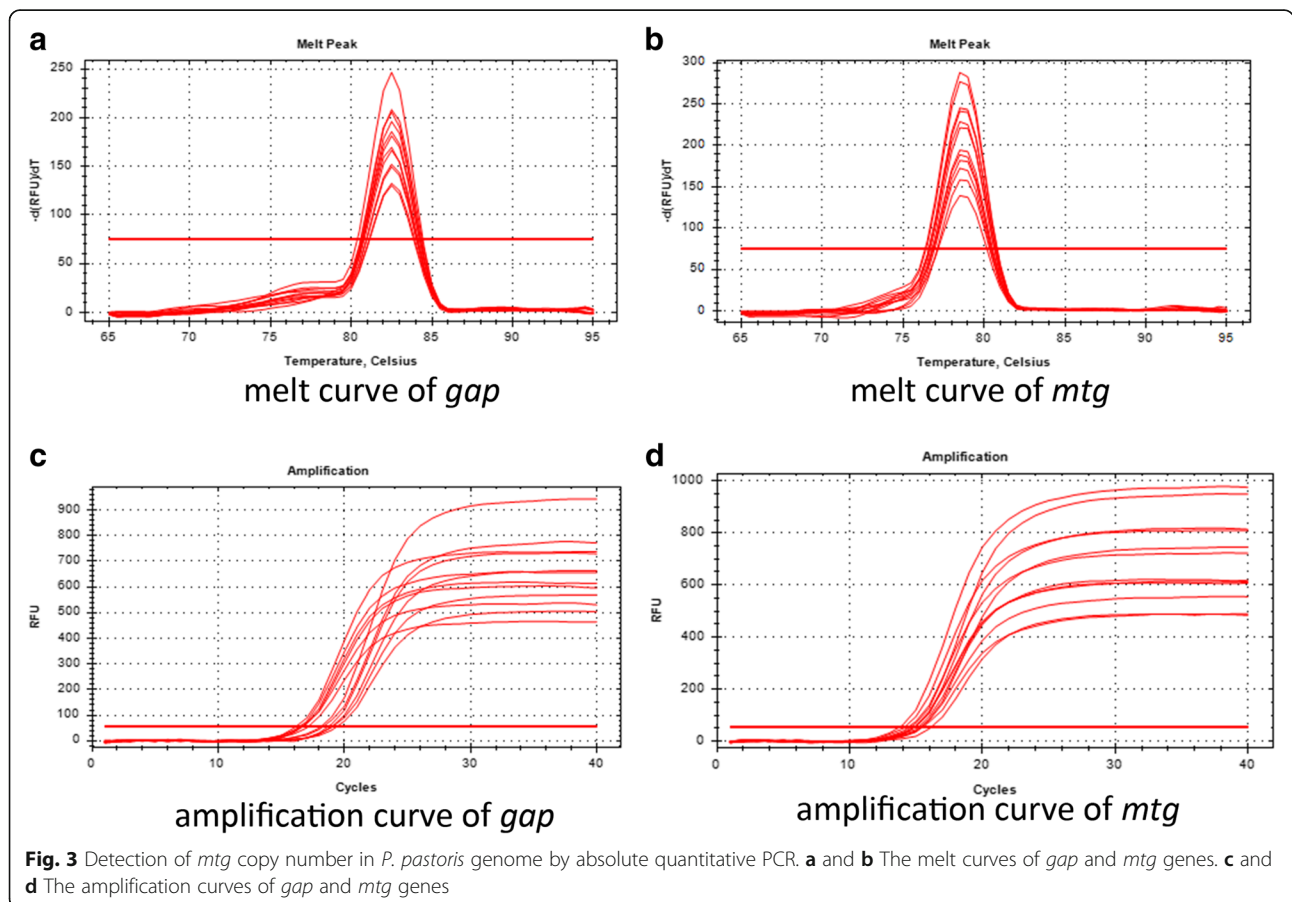 a
Melt Peak
250
200
150
100
50
0
-d(RFU)/dT
65
70
75
80
85
90
95
Temperature, Celsius
melt curve of gap
b
Melt Peak
300
250
200
150
100
50
0
-d(RFU)/dT
65
70
75
80
85
90
95
Temperature, Celsius
melt curve of mtg
c
Amplification
900
800
700
600
500
400
300
200
100
0
RFU
0
10
20
30
40
Cycles
amplification curve of gap
d
Amplification
1000
800
600
400
200
0
RFU
0
10
20
30
40
Cycles
amplification curve of mtg
Fig. 3 Detection of mtg copy number in P. pastoris genome by absolute quantitative PCR. a and b The melt curves of gap and mtg genes. c and
d The amplification curves of gap and mtg genes